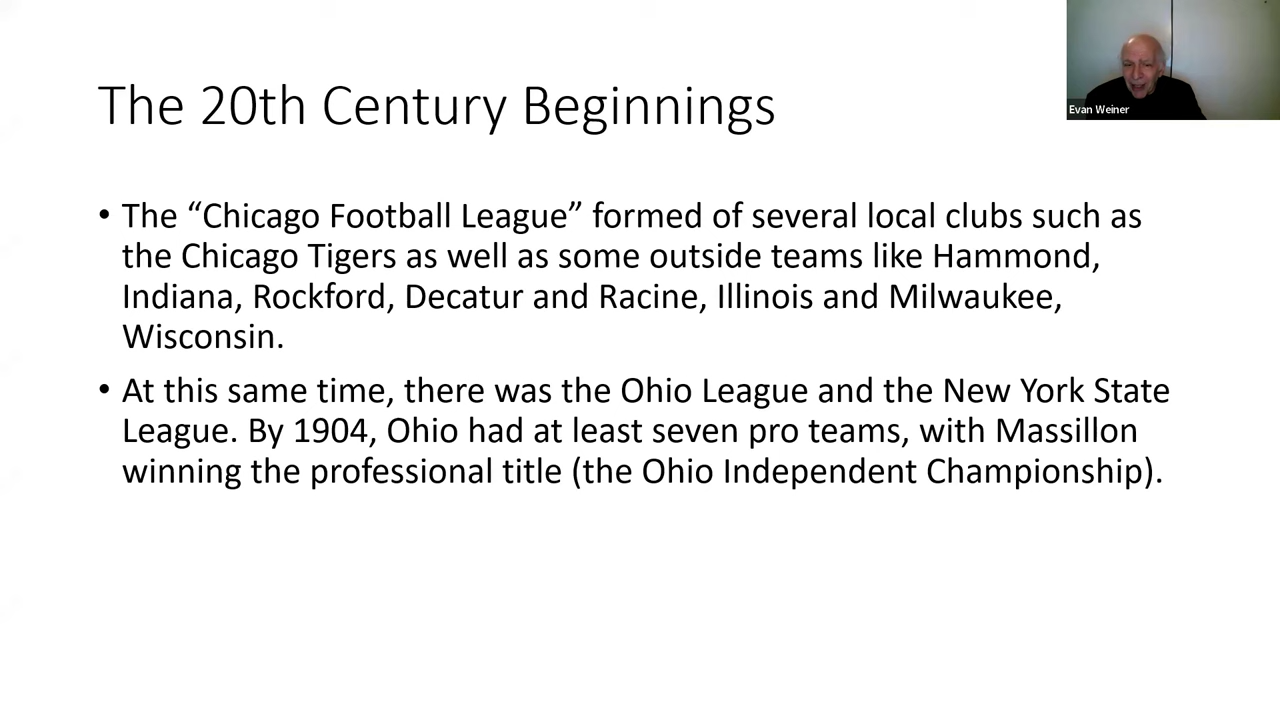 The 20th Century Beginnings
Evan Weiner
• The “Chicago Football League” formed of several local clubs such as
the Chicago Tigers as well as some outside teams like Hammond,
Indiana, Rockford, Decatur and Racine, Illinois and Milwaukee,
Wisconsin.
• At this same time, there was the Ohio League and the New York State
League. By 1904, Ohio had at least seven pro teams, with Massillon
winning the professional title (the Ohio Independent Championship).